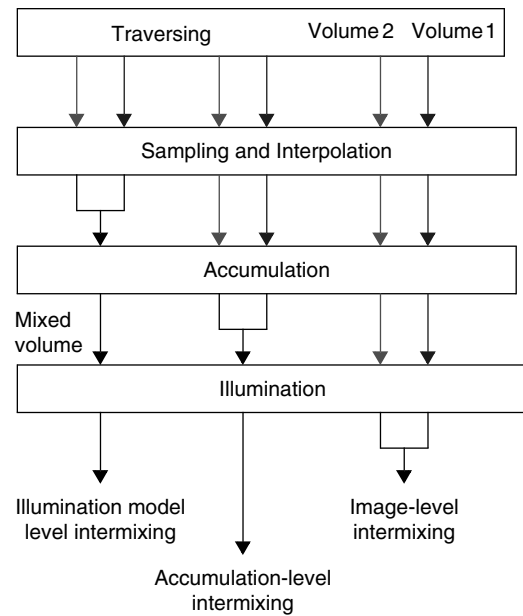 Traversing
Volume 2 Volume 1
Sampling and Interpolation
Accumulation
Mixed
volume
Illumination
Illumination model
level intermixing
Image-level
intermixing
Accumulation-level
intermixing